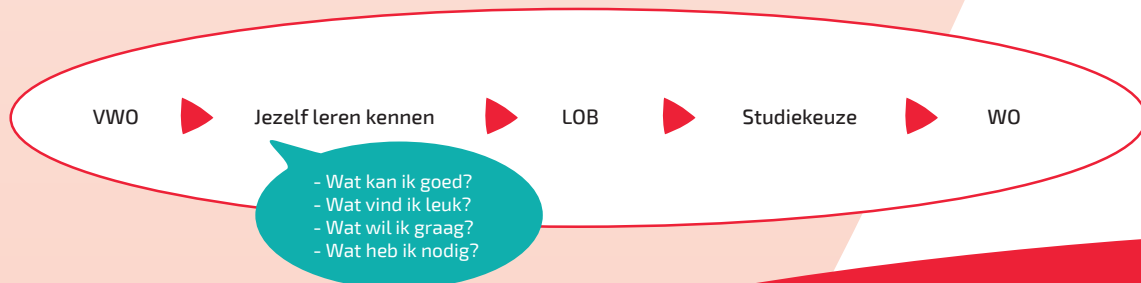 VWO Jezelf leren kennen LOB Studiekeuze WO
- Wat kan ik goed?
- Wat vind ik leuk?
- Wat wil ik graag?
- Wat heb ik nodig?